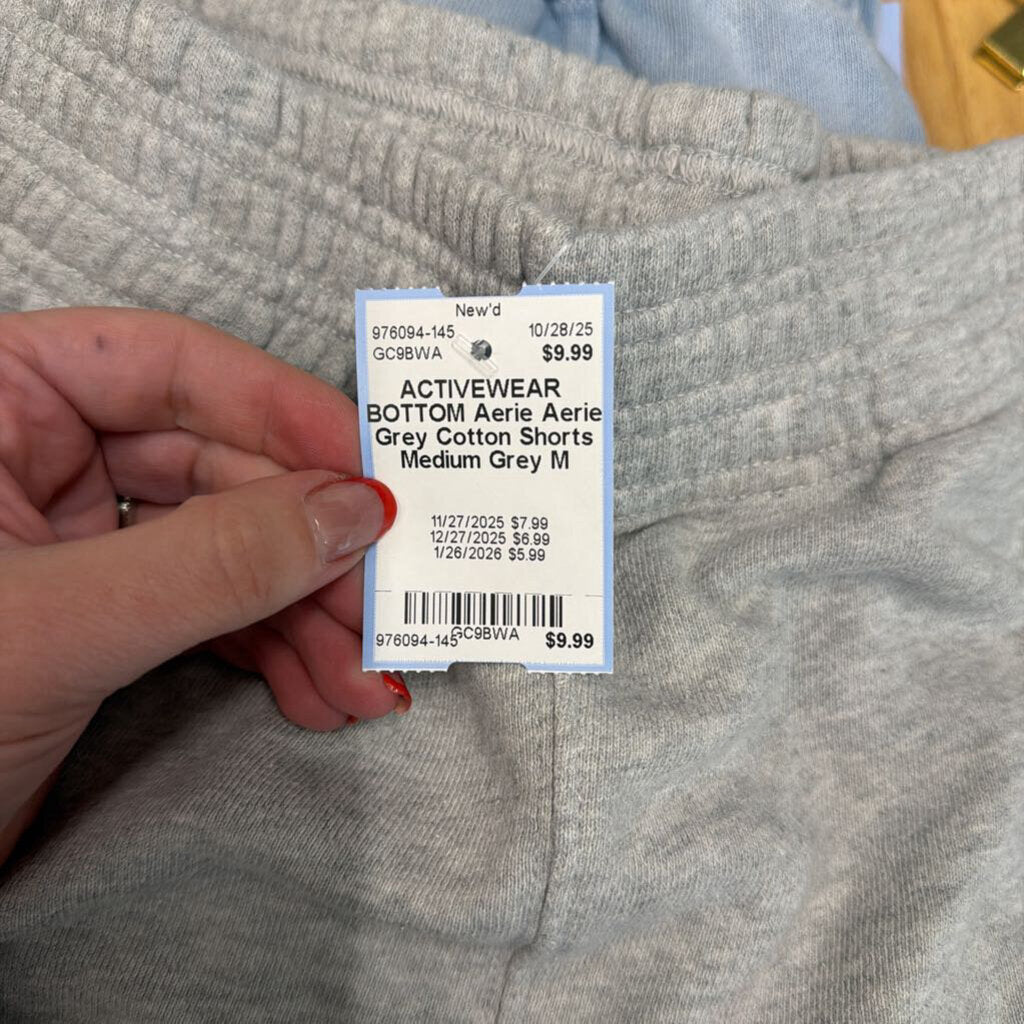 New'd
976094-145 10/28/25
GC9BWA $9.99
ACTIVEWEAR
BOTTOM Aerie Aerie
Grey Cotton Shorts
Medium Grey M
11/27/2025 $7.99
12/27/2025 $6.99
1/26/2026 $5.99
GC9BWA
976094-145 $9.99